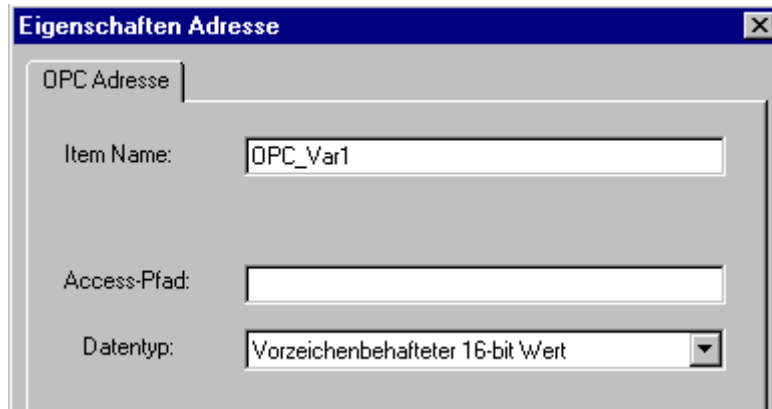 Eigenschaften Adresse
OPC Adresse
Item Name: OPC_Var1
Access-Pfad:
Datentyp: Vorzeichenbehafteter 16-bit Wert